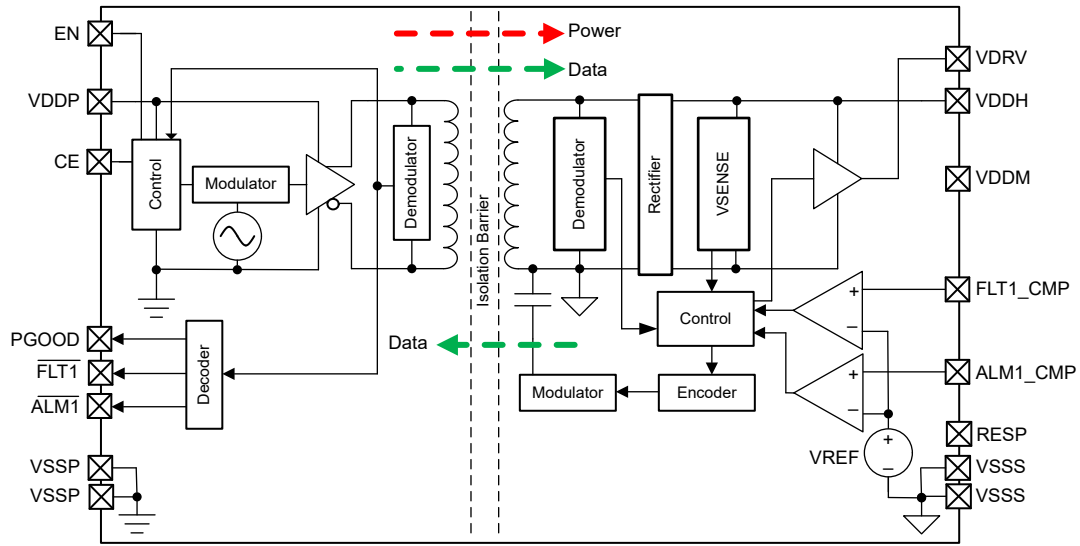 EN
VDDP
CE
Control
Modulator
Demodulator
Isolation Barrier
Power
Data
Demodulator
Rectifier
VSENSE
VDRV
VDDH
VDDM
FLT1_CMP
ALM1_CMP
RESP
VSSS
VSSS
Control
+
−
+
−
+
−
VREF
Encoder
Modulator
Data
PGOOD
FLT1
ALM1
Decoder
VSSP
VSSP